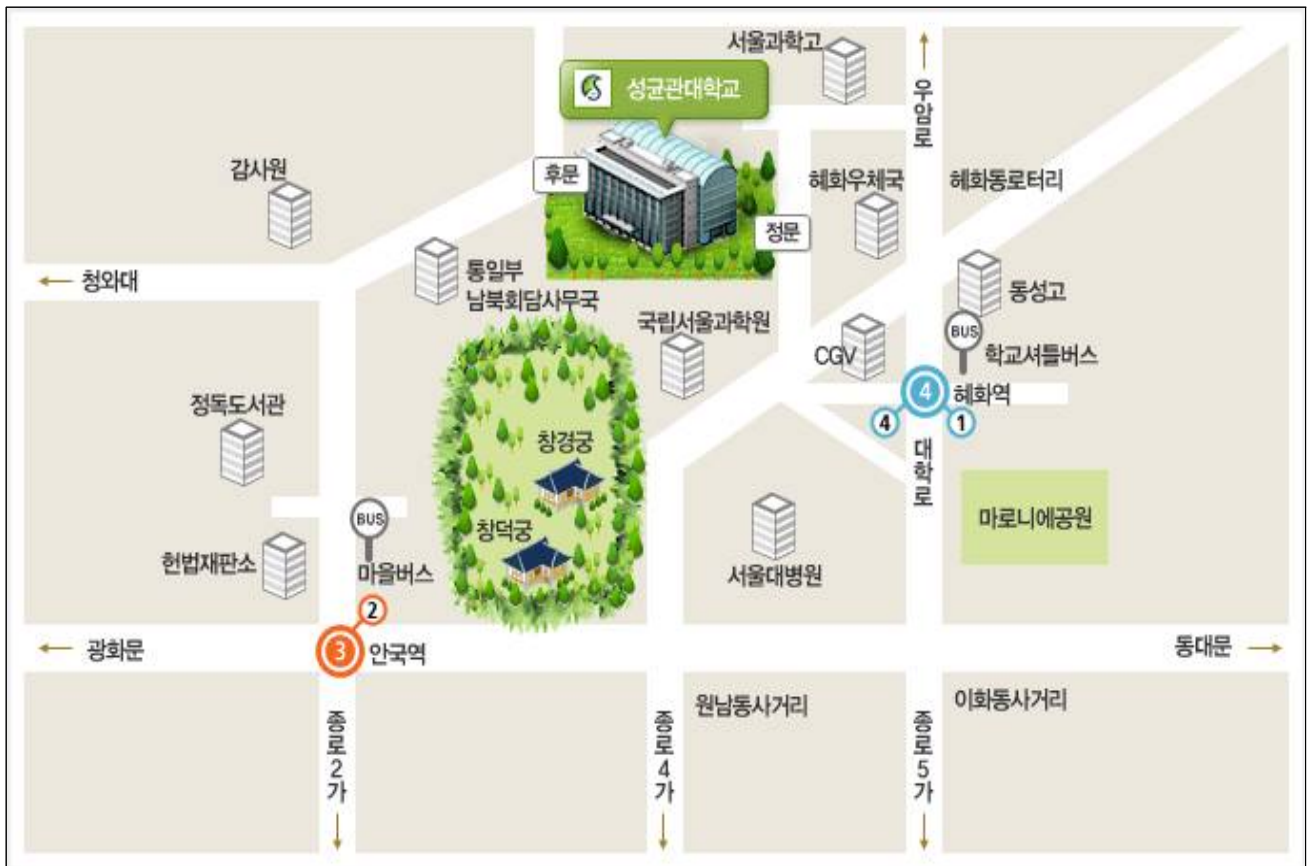 서울과학고
성균관대학교
우암로
감사원
후문
혜화우체국
혜화동로터리
정문
청와대
통일부
남북회담사무국
동성고
국립서울과학원
CGV
BUS
학교셔틀버스
4
혜화역
4
1
정독도서관
창경궁
대학로
마로니에공원
BUS
창덕궁
헌법재판소
마을버스
서울대병원
2
광화문
3
안국역
동대문
원남동사거리
이화동사거리
종로2가
종로4가
종로5가